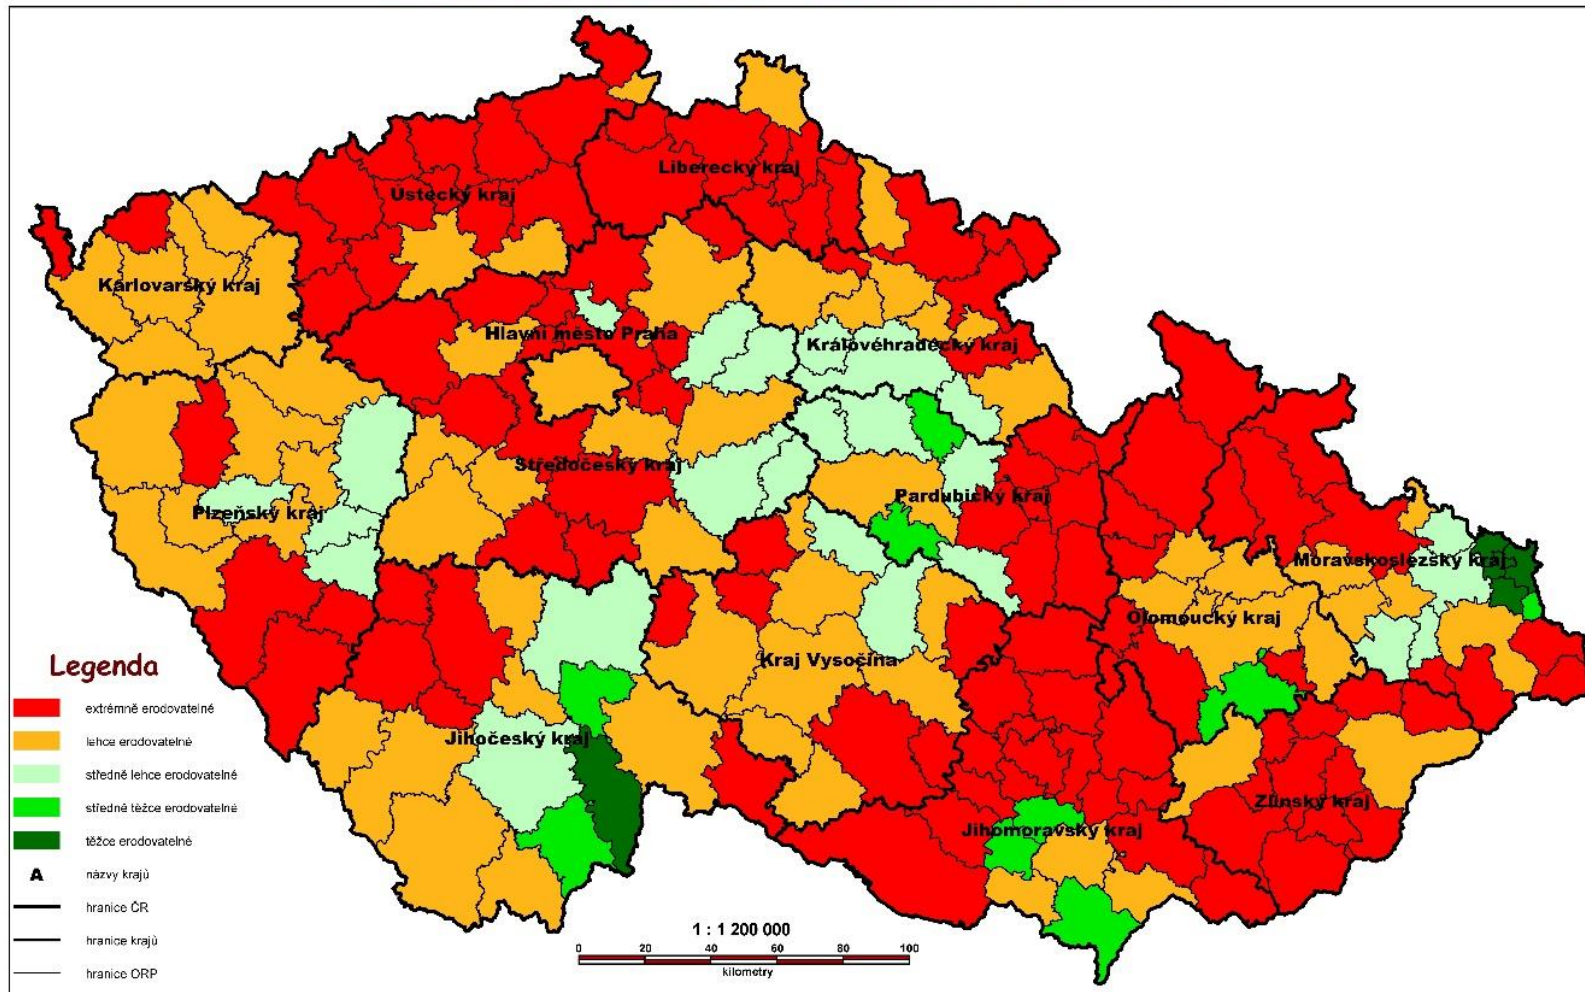 Liberecký kraj
Ústecký kraj
Karlovarský kraj
Hlavní město Praha
Královéhradecký kraj
Středočeský kraj
Pardubický kraj
Plzeňský kraj
Moravskoslezský kraj
Olomoucký kraj
Kraj Vysočina
Jihočeský kraj
Zlínský kraj
Jihomoravský kraj
Legenda
extrémně erodovatelné
lehce erodovatelné
středně lehce erodovatelné
středně těžce erodovatelné
těžce erodovatelné
A názvy krajů
hranice ČR
hranice krajů
hranice ORP
1 : 1 200 000
0 20 40 60 80 100
kilometry